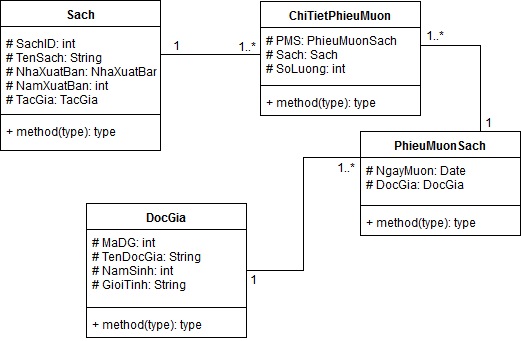 Sach
# SachID: int
# TenSach: String
# NhaXuatBan: NhaXuatBar
# NamXuatBan: int
# TacGia: TacGia
+ method(type): type
1
1..*
ChiTietPhieuMuon
# PMS: PhieuMuonSach
# Sach: Sach
# SoLuong: int
+ method(type): type
1..*
1
PhieuMuonSach
# NgayMuon: Date
# DocGia: DocGia
+ method(type): type
1..*
1
DocGia
# MaDG: int
# TenDocGia: String
# NamSinh: int
# GioiTinh: String
+ method(type): type